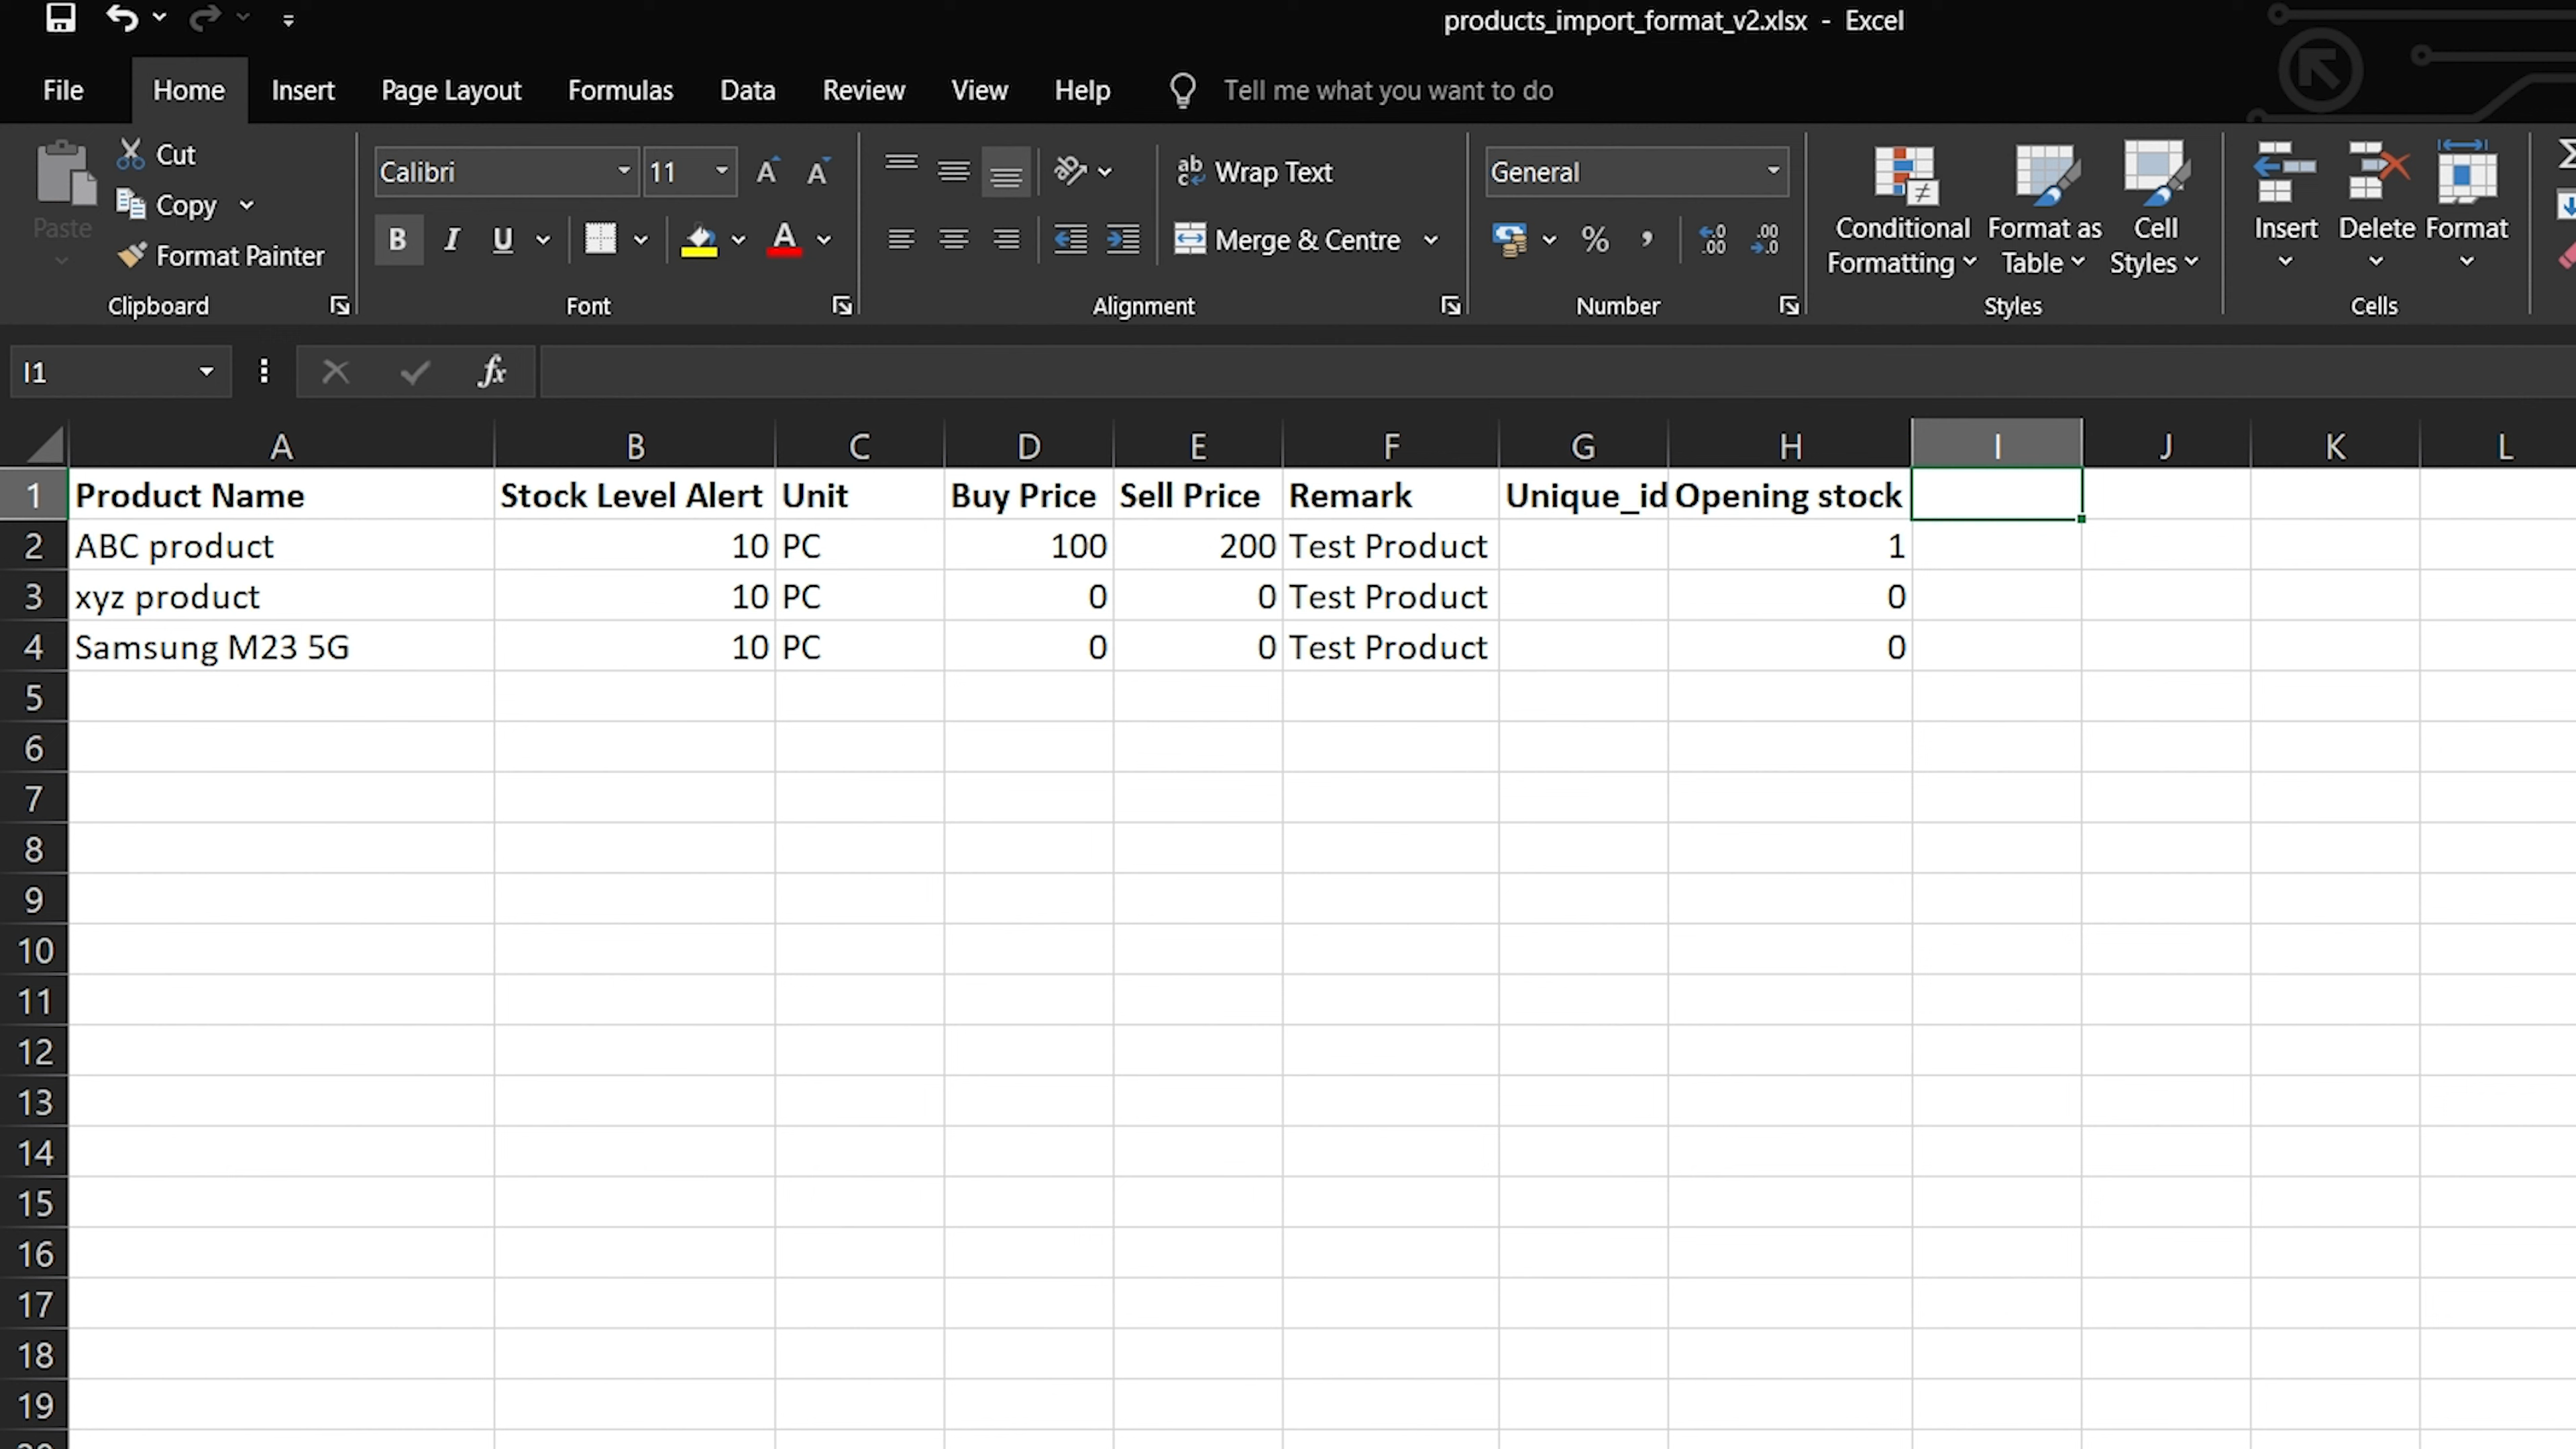 products_import_format_v2.xlsx - Excel
File Home Insert Page Layout Formulas Data Review View Help Tell me what you want to do
Paste
Cut
Copy
Format Painter
Clipboard
Calibri 11
B I U A
Font
Wrap Text
Merge & Centre
Alignment
General
Number
Conditional Formatting
Format as Table
Cell Styles
Styles
Insert Delete Format
Cells
I1 fx
A B C D E F G H I J K L
1 Product Name Stock Level Alert Unit Buy Price Sell Price Remark Unique_id Opening stock
2 ABC product 10 PC 100 200 Test Product 1
3 xyz product 10 PC 0 0 Test Product 0
4 Samsung M23 5G 10 PC 0 0 Test Product 0
5
6
7
8
9
10
11
12
13
14
15
16
17
18
19